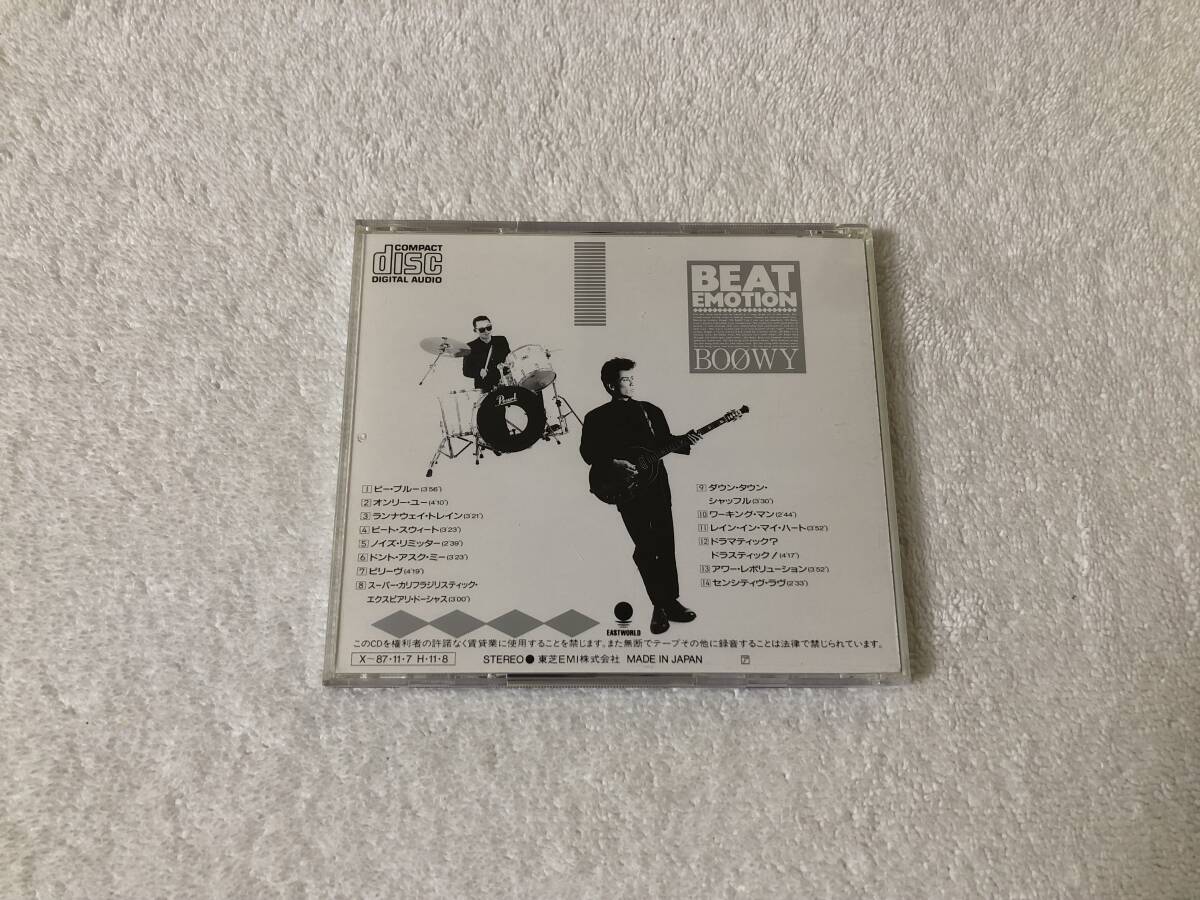 COMPACT
disc
DIGITAL AUDIO
BEAT
EMOTION
BOØWY
Pearl
1 ビー・ブルー(3'56")
2 オンリー・ユー(4'10")
3 ランナウェイ・トレイン(3'21")
4 ビート・スウィート(3'23")
5 ノイズ・リミッター(2'39")
6 ドント・アスク・ミー(3'23")
7 ビリーヴ(4'19")
8 スーパー・カリフラジリスティック・
エクスピアリ・ドーシャス(3'00")
9 ダウン・タウン・
シャッフル(3'30")
10 ワーキング・マン(2'44")
11 レイン・イン・マイ・ハート(3'52")
12 ドラマティック?
ドラスティック!(4'17")
13 アワー・レボリューション(3'52")
14 センシティヴ・ラヴ(2'33")
EASTWORLD
このCDを権利者の許諾なく賃貸業に使用することを禁じます。また無断でテープその他に録音することは法律で禁じられています。
X-87・11・7 H・11・8 STEREO● 東芝EMI株式会社 MADE IN JAPAN ア